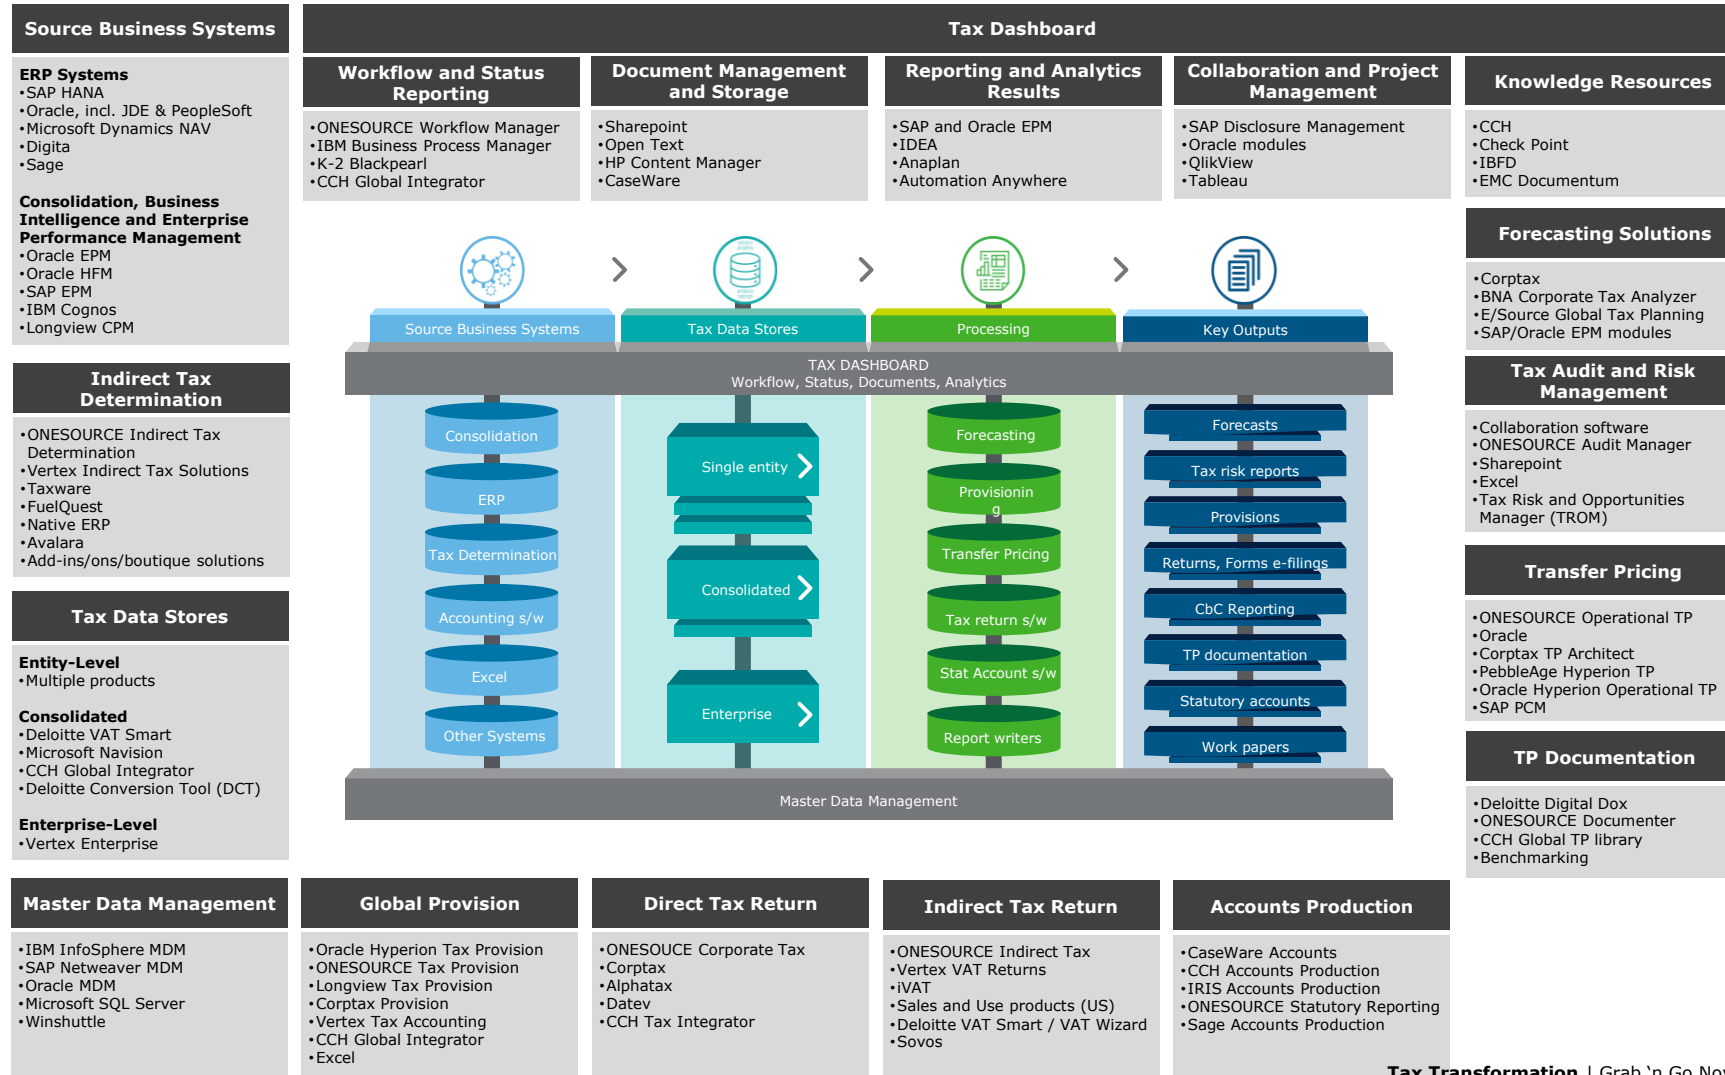 Source Business Systems
ERP Systems
•SAP HANA
•Oracle, incl. JDE & PeopleSoft
•Microsoft Dynamics NAV
•Digita
•Sage
Consolidation, Business
Intelligence and Enterprise
Performance Management
•Oracle EPM
•Oracle HFM
•SAP EPM
•IBM Cognos
•Longview CPM
Indirect Tax
Determination
•ONESOURCE Indirect Tax
Determination
•Vertex Indirect Tax Solutions
•Taxware
•FuelQuest
•Native ERP
•Avalara
•Add-ins/ons/boutique solutions
Tax Data Stores
Entity-Level
•Multiple products
Consolidated
•Deloitte VAT Smart
•Microsoft Navision
•CCH Global Integrator
•Deloitte Conversion Tool (DCT)
Enterprise-Level
•Vertex Enterprise
Tax Dashboard
Workflow and Status
Reporting
•ONESOURCE Workflow Manager
•IBM Business Process Manager
•K-2 Blackpearl
•CCH Global Integrator
Document Management
and Storage
•Sharepoint
•Open Text
•HP Content Manager
•CaseWare
Reporting and Analytics
Results
•SAP and Oracle EPM
•IDEA
•Anaplan
•Automation Anywhere
Collaboration and Project
Management
•SAP Disclosure Management
•Oracle modules
•QlikView
•Tableau
Knowledge Resources
•CCH
•Check Point
•IBFD
•EMC Documentum
Source Business Systems
Tax Data Stores
Processing
Key Outputs
TAX DASHBOARD
Workflow, Status, Documents, Analytics
Consolidation
ERP
Tax Determination
Accounting s/w
Excel
Other Systems
Single entity
Consolidated
Enterprise
Forecasting
Provisionin
g
Transfer Pricing
Tax return s/w
Stat Account s/w
Report writers
Forecasts
Tax risk reports
Provisions
Returns, Forms e-filings
CbC Reporting
TP documentation
Statutory accounts
Work papers
Master Data Management
Forecasting Solutions
•Corptax
•BNA Corporate Tax Analyzer
•E/Source Global Tax Planning
•SAP/Oracle EPM modules
Tax Audit and Risk
Management
•Collaboration software
•ONESOURCE Audit Manager
•Sharepoint
•Excel
•Tax Risk and Opportunities
Manager (TROM)
Transfer Pricing
•ONESOURCE Operational TP
•Oracle
•Corptax TP Architect
•PebbleAge Hyperion TP
•Oracle Hyperion Operational TP
•SAP PCM
TP Documentation
•Deloitte Digital Dox
•ONESOURCE Documenter
•CCH Global TP library
•Benchmarking
Master Data Management
•IBM InfoSphere MDM
•SAP Netweaver MDM
•Oracle MDM
•Microsoft SQL Server
•Winshuttle
Global Provision
•Oracle Hyperion Tax Provision
•ONESOURCE Tax Provision
•Longview Tax Provision
•Corptax Provision
•Vertex Tax Accounting
•CCH Global Integrator
•Excel
Direct Tax Return
•ONESOUCE Corporate Tax
•Corptax
•Alphatax
•Datev
•CCH Tax Integrator
Indirect Tax Return
•ONESOURCE Indirect Tax
•Vertex VAT Returns
•iVAT
•Sales and Use products (US)
•Deloitte VAT Smart / VAT Wizard
•Sovos
Accounts Production
•CaseWare Accounts
•CCH Accounts Production
•IRIS Accounts Production
•ONESOURCE Statutory Reporting
•Sage Accounts Production
Tax Transformation | Grab 'n Go Nov